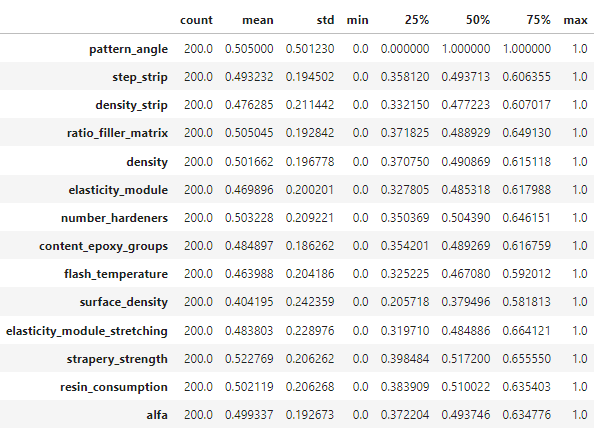 count mean std min 25% 50% 75% max
pattern_angle 200.0 0.505000 0.501230 0.0 0.000000 1.000000 1.000000 1.0
step_strip 200.0 0.493232 0.194502 0.0 0.358120 0.493713 0.606355 1.0
density_strip 200.0 0.476285 0.211442 0.0 0.332150 0.477223 0.607017 1.0
ratio_filler_matrix 200.0 0.505045 0.192842 0.0 0.371825 0.488929 0.649130 1.0
density 200.0 0.501662 0.196778 0.0 0.370750 0.490869 0.615118 1.0
elasticity_module 200.0 0.469896 0.200201 0.0 0.327805 0.485318 0.617988 1.0
number_hardeners 200.0 0.503228 0.209221 0.0 0.350369 0.504390 0.646151 1.0
content_epoxy_groups 200.0 0.484897 0.186262 0.0 0.354201 0.489269 0.616759 1.0
flash_temperature 200.0 0.463988 0.204186 0.0 0.325225 0.467080 0.592012 1.0
surface_density 200.0 0.404195 0.242359 0.0 0.205718 0.379496 0.581813 1.0
elasticity_module_stretching 200.0 0.483803 0.228976 0.0 0.319710 0.484886 0.664121 1.0
strapery_strength 200.0 0.522769 0.206262 0.0 0.398484 0.517200 0.655550 1.0
resin_consumption 200.0 0.502119 0.206268 0.0 0.383909 0.510022 0.635403 1.0
alfa 200.0 0.499337 0.192673 0.0 0.372204 0.493746 0.634776 1.0